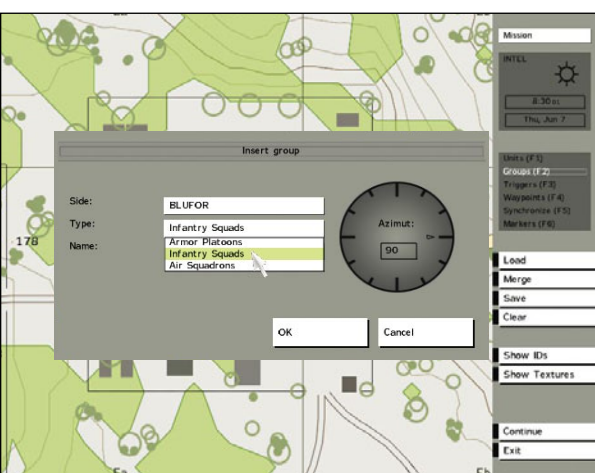 Mission
INTEL
8:30
Thu, Jun 7
Insert group
Side:
BLUFOR
Type:
Infantry Squads
Name:
Armor Platoons
Infantry Squads
Air Squadrons
Azimut:
90
OK
Cancel
178
Units (F1)
Groups (F2)
Triggers (F3)
Waypoints (F4)
Synchronize (F5)
Markers (F6)
Load
Merge
Save
Clear
Show IDs
Show Textures
Continue
Exit